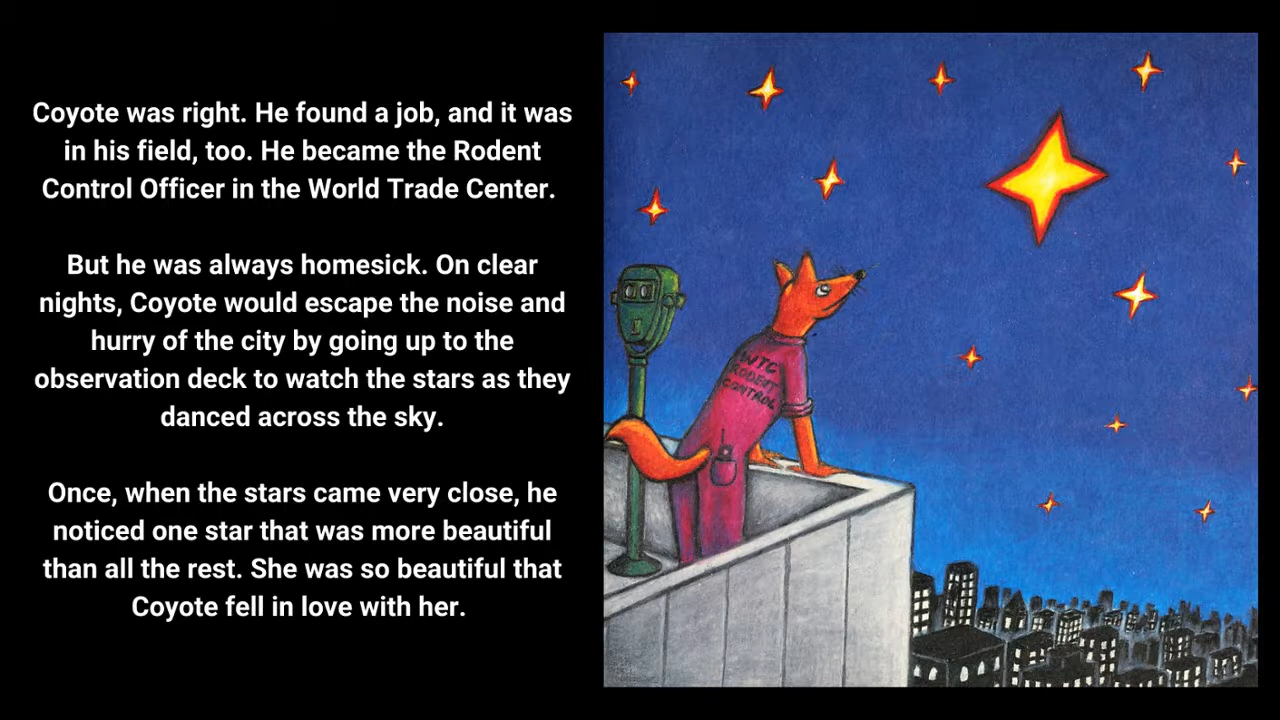 Coyote was right. He found a job, and it was
in his field, too. He became the Rodent
Control Officer in the World Trade Center.
But he was always homesick. On clear
nights, Coyote would escape the noise and
hurry of the city by going up to the
observation deck to watch the stars as they
danced across the sky.
Once, when the stars came very close, he
noticed one star that was more beautiful
than all the rest. She was so beautiful that
Coyote fell in love with her.
WTC
RODENT
CONTROL